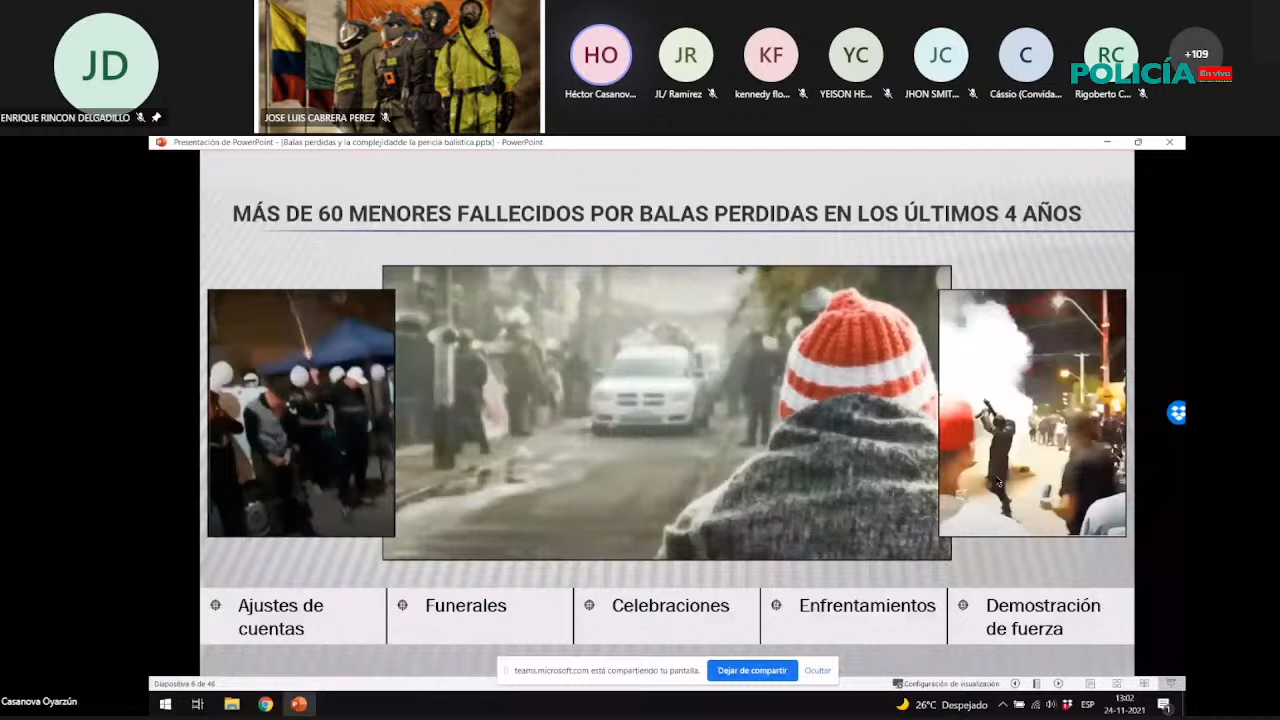 JD
HO
JR
KF
YC
JC
C
RC
+109
POLICÍA En vivo
ENRIQUE RINCON DELGADILLO
JOSE LUIS CABRERA PEREZ
Héctor Casanov...
JL/ Ramirez
kennedy flo...
YEISON HE...
JHON SMIT...
Cássio (Convida...
Rigoberto C...
Presentación de PowerPoint - [Balas perdidas y la complejidadde la pericia balística.pptx] - PowerPoint
MÁS DE 60 MENORES FALLECIDOS POR BALAS PERDIDAS EN LOS ÚLTIMOS 4 AÑOS
Ajustes de
cuentas
Funerales
Celebraciones
Enfrentamientos
Demostración
de fuerza
teams.microsoft.com está compartiendo tu pantalla.
Dejar de compartir
Ocultar
Diapositiva 6 de 46
Configuración de visualización
Casanova Oyarzún
26°C Despejado
ESP
13:02
24-11-2021
1